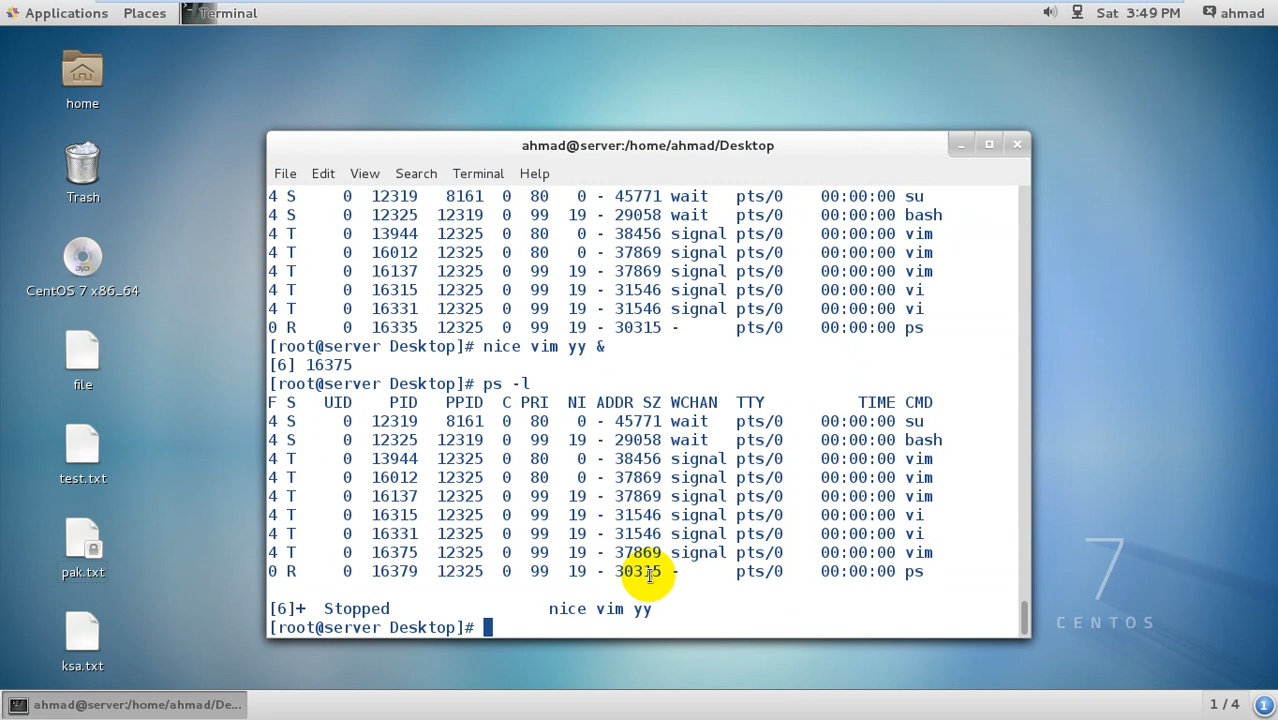 Applications Places Terminal Sat 3:49 PM ahmad
home
Trash
DVD
CentOS 7 x86_64
file
test.txt
pak.txt
ksa.txt
ahmad@server:/home/ahmad/Desktop
File Edit View Search Terminal Help
4 S 0 12319 8161 0 80 0 - 45771 wait pts/0 00:00:00 su
4 S 0 12325 12319 0 99 19 - 29058 wait pts/0 00:00:00 bash
4 T 0 13944 12325 0 80 0 - 38456 signal pts/0 00:00:00 vim
4 T 0 16012 12325 0 80 0 - 37869 signal pts/0 00:00:00 vim
4 T 0 16137 12325 0 99 19 - 37869 signal pts/0 00:00:00 vim
4 T 0 16315 12325 0 99 19 - 31546 signal pts/0 00:00:00 vi
4 T 0 16331 12325 0 99 19 - 31546 signal pts/0 00:00:00 vi
0 R 0 16335 12325 0 99 19 - 30315 - pts/0 00:00:00 ps
[root@server Desktop]# nice vim yy &
[6] 16375
[root@server Desktop]# ps -l
F S UID PID PPID C PRI NI ADDR SZ WCHAN TTY TIME CMD
4 S 0 12319 8161 0 80 0 - 45771 wait pts/0 00:00:00 su
4 S 0 12325 12319 0 99 19 - 29058 wait pts/0 00:00:00 bash
4 T 0 13944 12325 0 80 0 - 38456 signal pts/0 00:00:00 vim
4 T 0 16012 12325 0 80 0 - 37869 signal pts/0 00:00:00 vim
4 T 0 16137 12325 0 99 19 - 37869 signal pts/0 00:00:00 vim
4 T 0 16315 12325 0 99 19 - 31546 signal pts/0 00:00:00 vi
4 T 0 16331 12325 0 99 19 - 31546 signal pts/0 00:00:00 vi
4 T 0 16375 12325 0 99 19 - 37869 signal pts/0 00:00:00 vim
0 R 0 16379 12325 0 99 19 - 30315 - pts/0 00:00:00 ps
[6]+ Stopped nice vim yy
[root@server Desktop]#
7
CENTOS
ahmad@server:/home/ahmad/De... 1 / 4 1